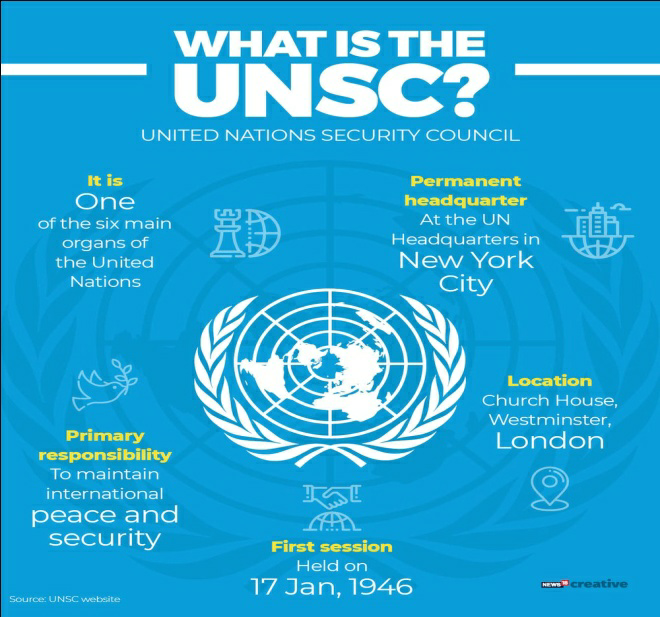 WHAT IS THE
UNSC?
UNITED NATIONS SECURITY COUNCIL
It is
One
of the six main
organs of
the United
Nations
Permanent
headquarter
At the UN
Headquarters in
New York
City
Primary
responsibility
To maintain
international
peace and
security
Location
Church House,
Westminster,
London
First session
Held on
17 Jan, 1946
Source: UNSC website
NEWS18 creative